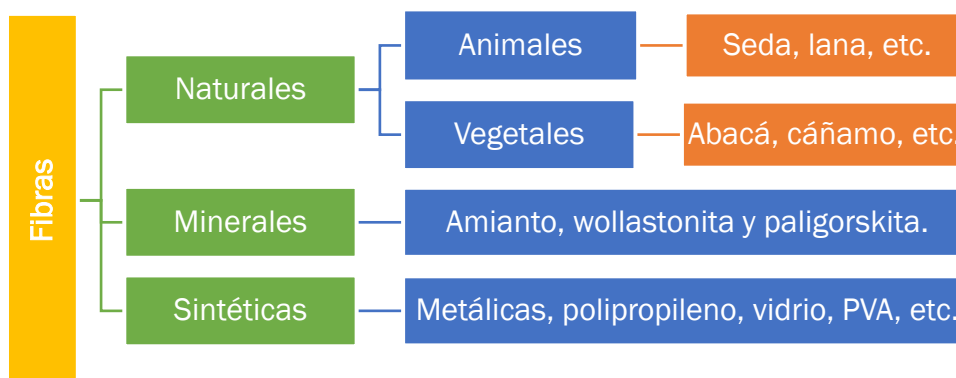 Fibras
Naturales
Animales
Seda, lana, etc.
Vegetales
Abacá, cáñamo, etc.
Minerales
Amianto, wollastonita y paligorskita.
Sintéticas
Metálicas, polipropileno, vidrio, PVA, etc.